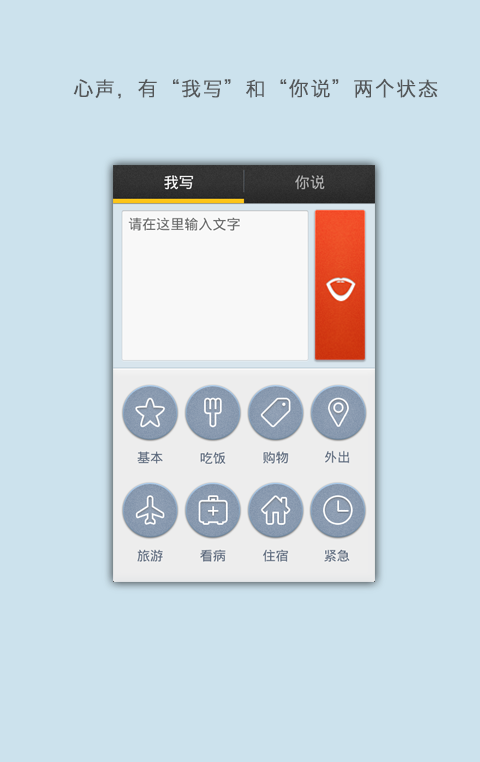 心声，有“我写”和“你说”两个状态
我写 你说
请在这里输入文字
基本 吃饭 购物 外出
旅游 看病 住宿 紧急